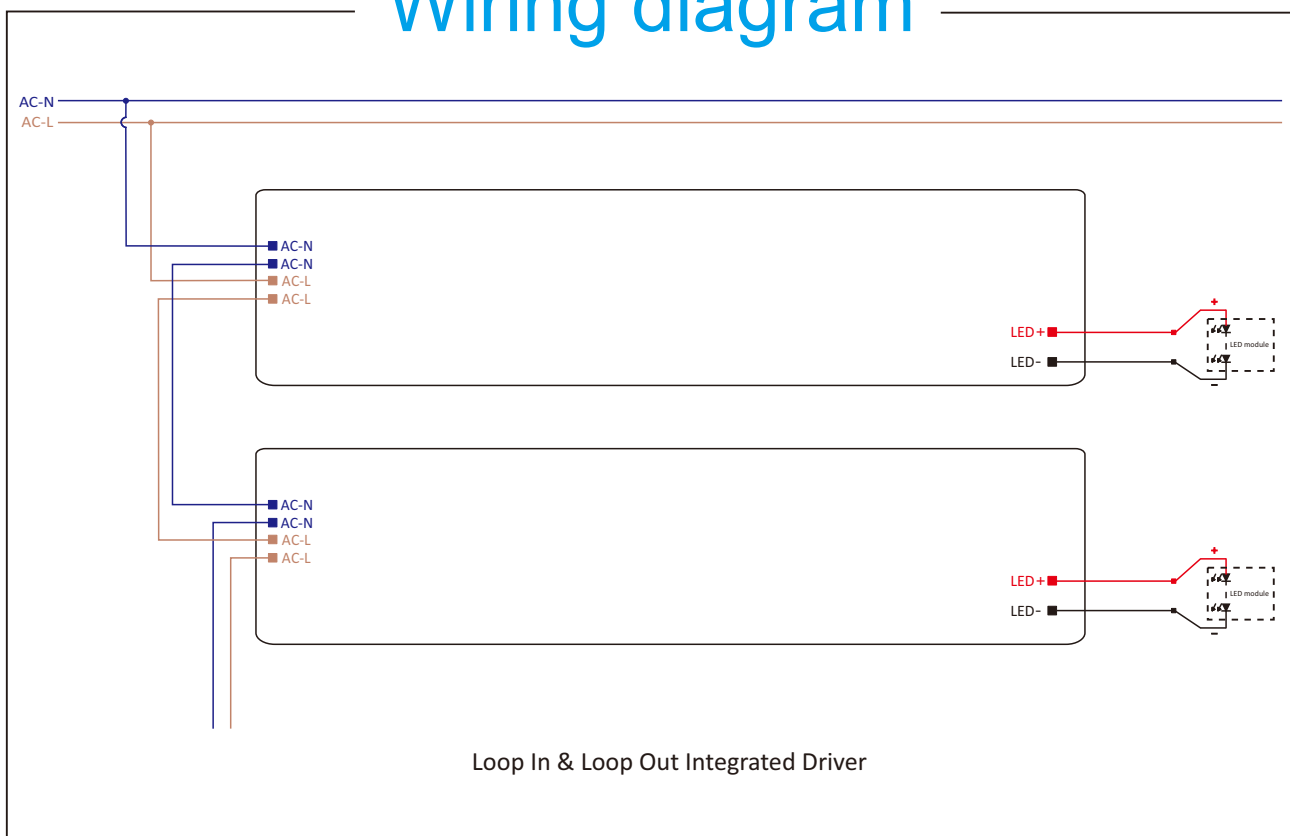 Wiring diagram
AC-N
AC-L
AC-N
AC-N
AC-L
AC-L
LED+
LED-
+
LED module
-
AC-N
AC-N
AC-L
AC-L
LED+
LED-
+
LED module
-
Loop In & Loop Out Integrated Driver